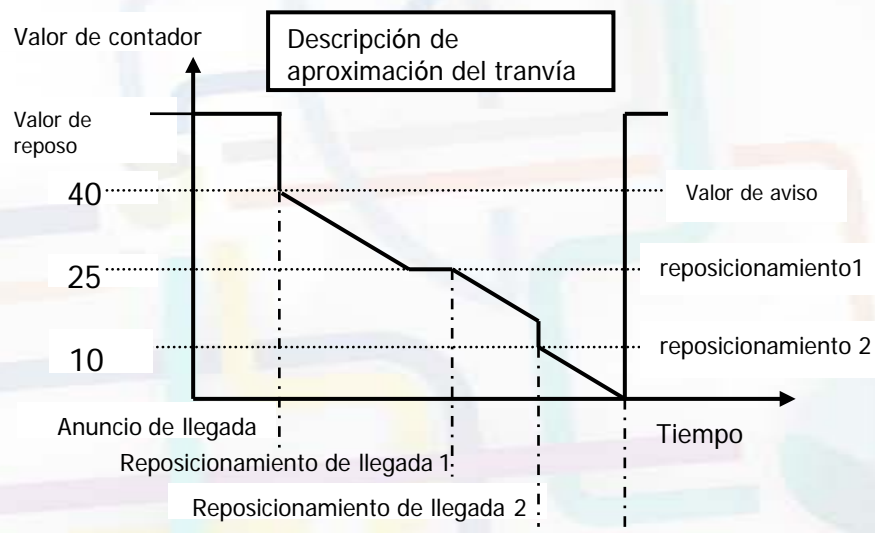 Valor de contador
Descripción de
aproximación del tranvía
Valor de
reposo
40
Valor de aviso
25
reposicionamiento1
10
reposicionamiento 2
Anuncio de llegada
Tiempo
Reposicionamiento de llegada 1
Reposicionamiento de llegada 2